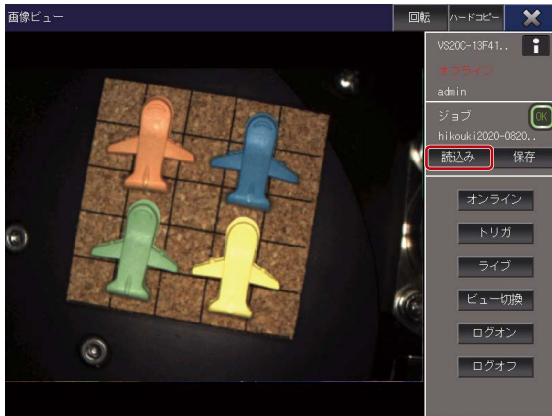 画像ビュー
回転
ハードコピー
VS20C-13F41..
オフライン
admin
ジョブ
OK
hikouki2020-0820..
読込み
保存
オンライン
トリガ
ライブ
ビュー切換
ログオン
ログオフ